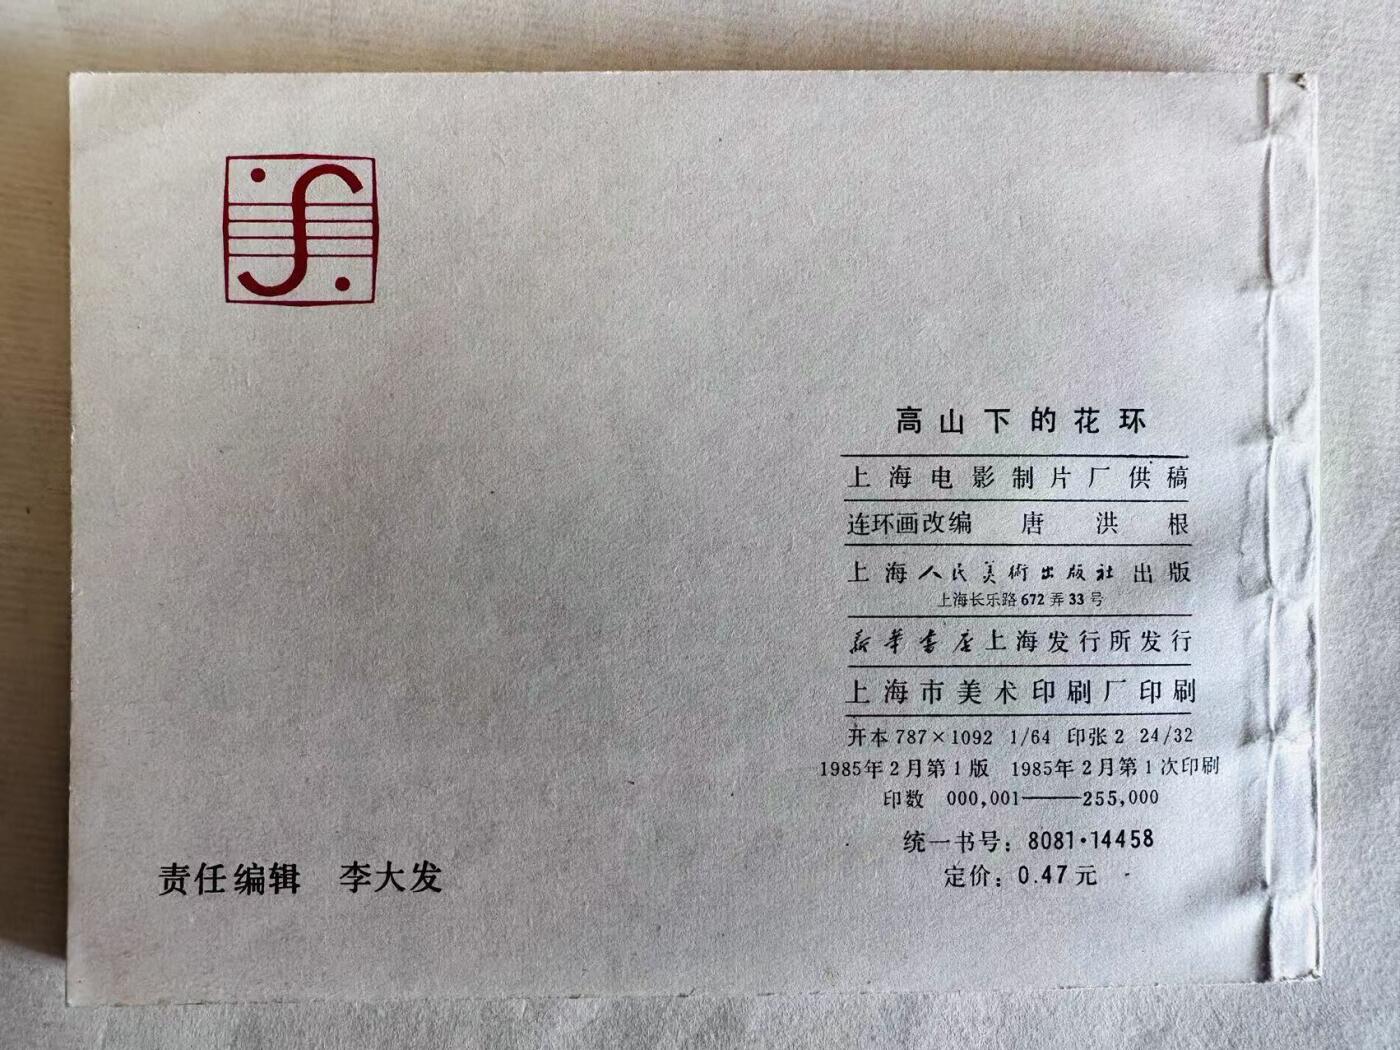 高山下的花环
上海电影制片厂供稿
连环画改编 唐洪根
上海人民美術出版社出版
上海长乐路672弄33号
新华书店上海发行所发行
上海市美术印刷厂印刷
开本 787×1092 1/64 印张 2 24/32
1985年2月第1版 1985年2月第1次印刷
印数 000,001——255,000
统一书号：8081·14458
定价：0.47元
责任编辑 李大发